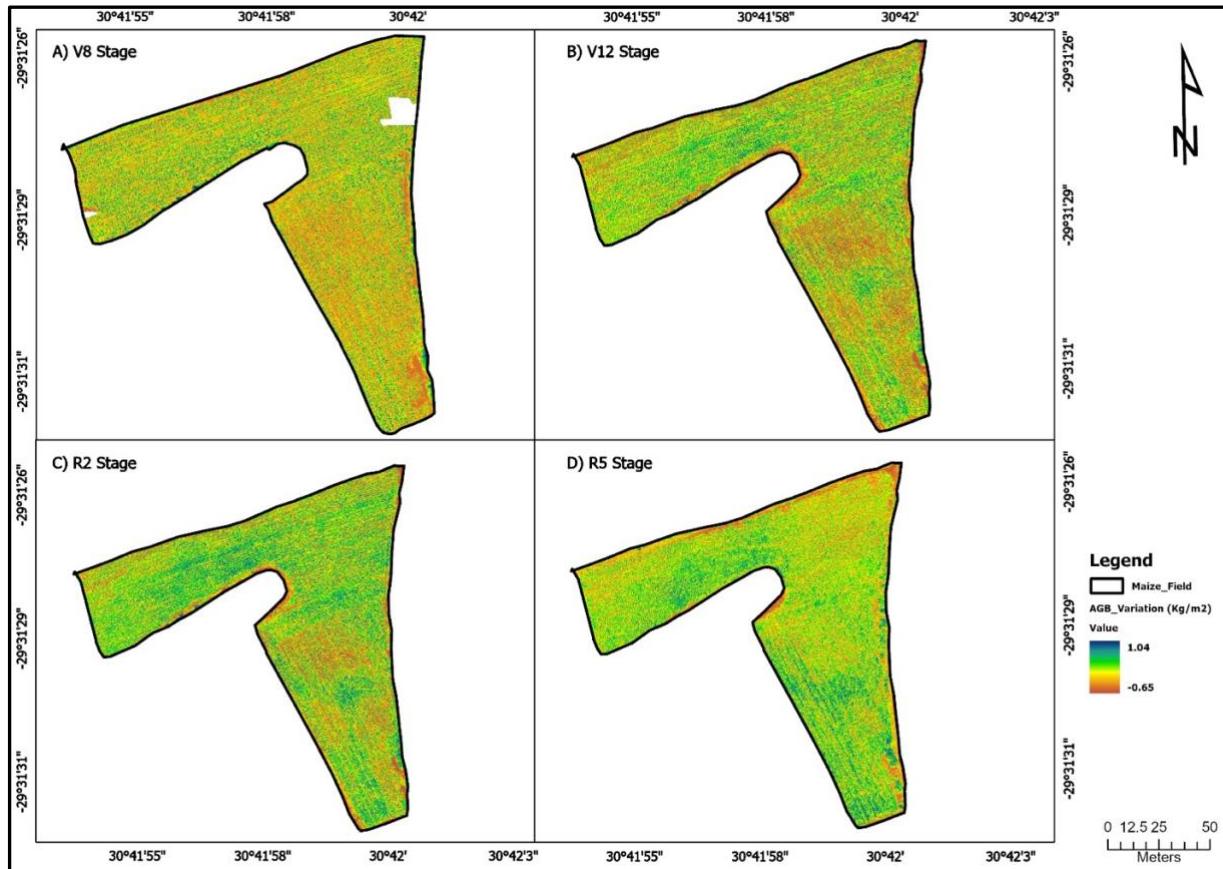 30°41'55" 30°41'58" 30°42' 30°41'55" 30°41'58" 30°42' 30°42'3"
A) V8 Stage
B) V12 Stage
-29°31'26"
-29°31'29"
-29°31'31"
-29°31'26"
-29°31'29"
-29°31'31"
N
C) R2 Stage
D) R5 Stage
-29°31'26"
-29°31'29"
-29°31'31"
-29°31'26"
-29°31'29"
-29°31'31"
Legend
Maize_Field
AGB_Variation (Kg/m2)
Value
1.04
-0.65
0 12.5 25 50
Meters
30°41'55" 30°41'58" 30°42' 30°42'3" 30°41'55" 30°41'58" 30°42' 30°42'3"